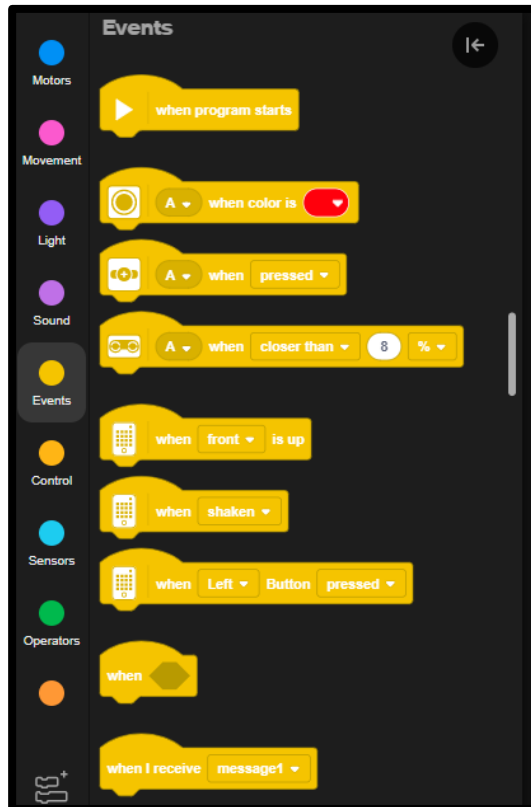 Events
Motors
Movement
Light
Sound
Events
Control
Sensors
Operators
when program starts
A when color is
A when pressed
A when closer than 8 %
when front is up
when shaken
when Left Button pressed
when
when I receive message1